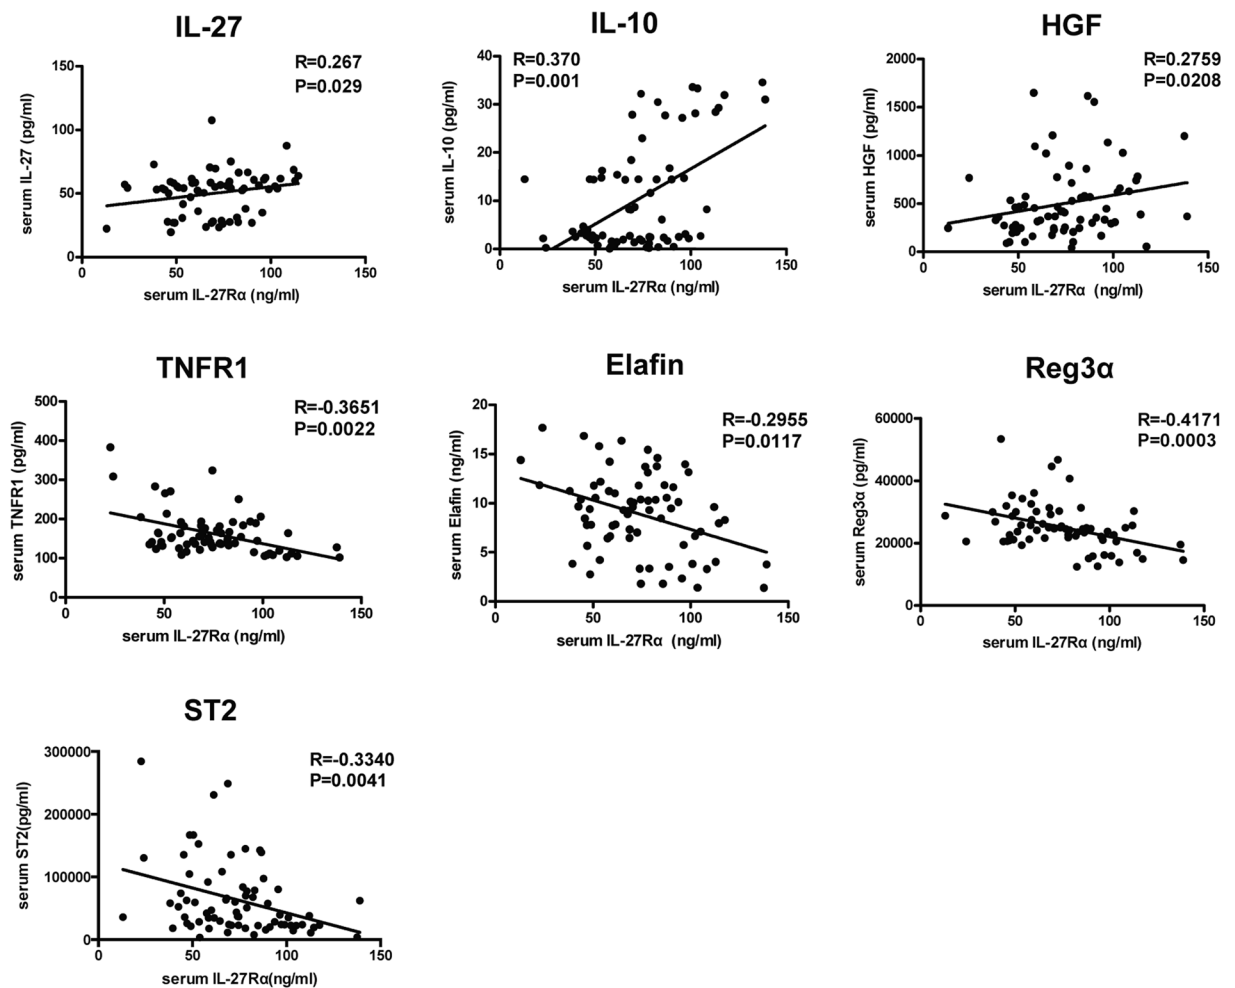 IL-27
R=0.267
P=0.029
150
100
50
0
serum IL-27 (pg/ml)
0 50 100 150
serum IL-27Rα (ng/ml)
IL-10
R=0.370
P=0.001
40
30
20
10
0
serum IL-10 (pg/ml)
0 50 100 150
serum IL-27Rα (ng/ml)
HGF
R=0.2759
P=0.0208
2000
1500
1000
500
0
serum HGF (pg/ml)
0 50 100 150
serum IL-27Rα (ng/ml)
TNFR1
R=-0.3651
P=0.0022
500
400
300
200
100
0
serum TNFR1 (pg/ml)
0 50 100 150
serum IL-27Rα (ng/ml)
Elafin
R=-0.2955
P=0.0117
20
15
10
5
0
serum Elafin (ng/ml)
0 50 100 150
serum IL-27Rα (ng/ml)
Reg3α
R=-0.4171
P=0.0003
60000
40000
20000
0
serum Reg3α (pg/ml)
0 50 100 150
serum IL-27Rα (ng/ml)
ST2
R=-0.3340
P=0.0041
300000
200000
100000
0
serum ST2(pg/ml)
0 50 100 150
serum IL-27Rα(ng/ml)